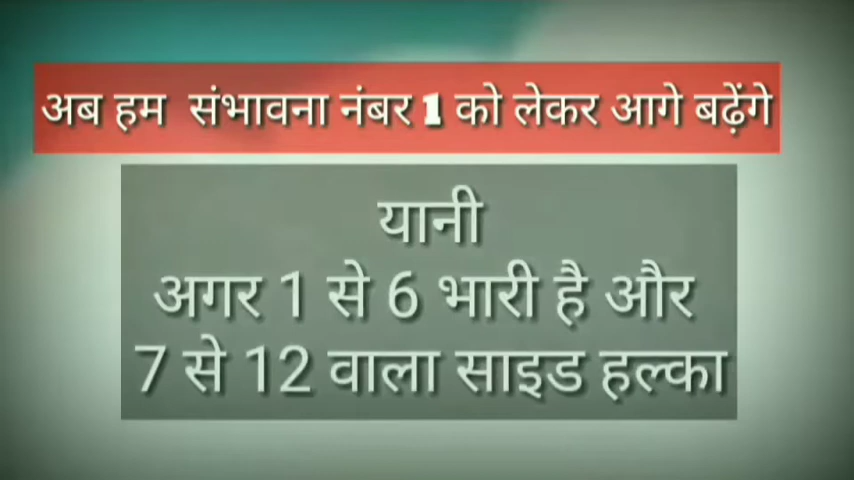 अब हम संभावना नंबर 1 को लेकर आगे बढ़ेंगे
यानी
अगर 1 से 6 भारी है और
7 से 12 वाला साइड हल्का